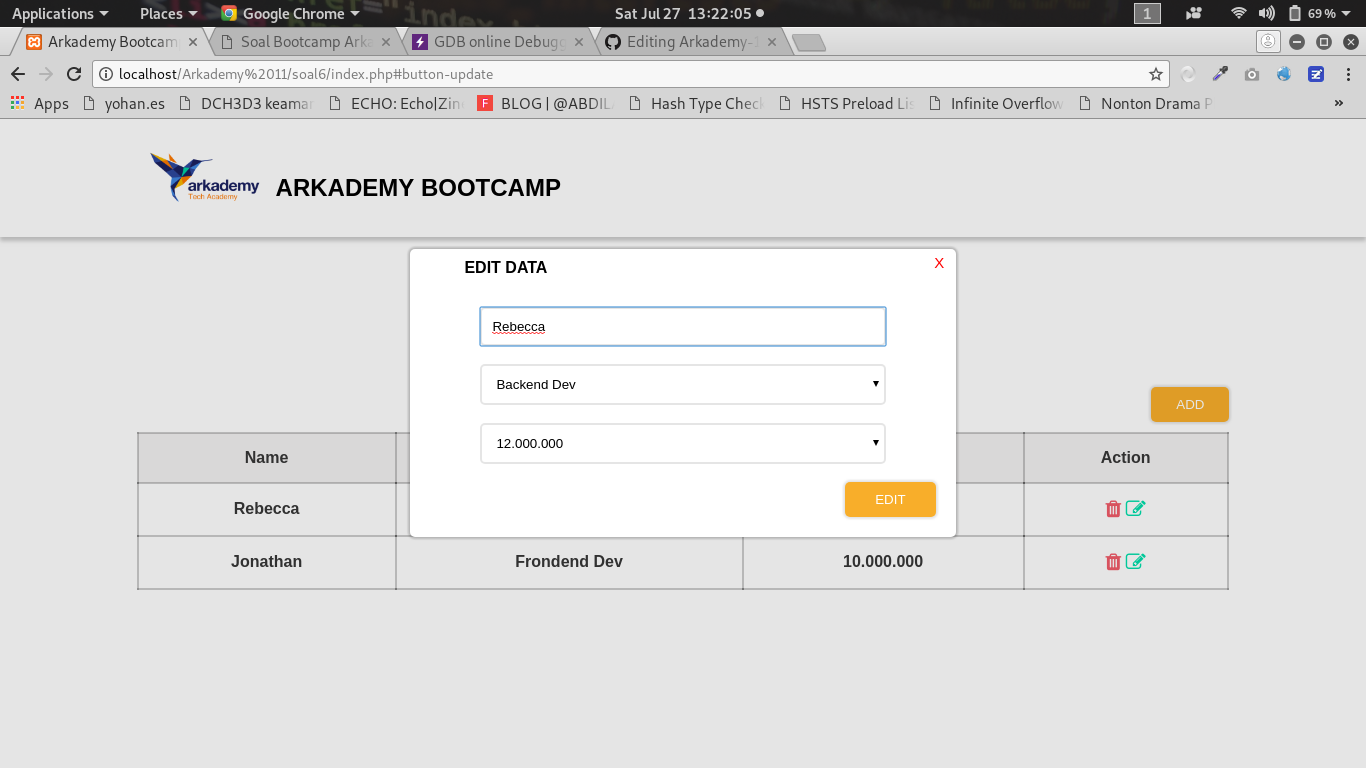 Applications Places Google Chrome Sat Jul 27 13:22:05 1 69 %
Arkademy Bootcam Soal Bootcamp Arka GDB online Debugg Editing Arkademy-
localhost/Arkademy%2011/soal6/index.php#button-update
Apps yohan.es DCH3D3 keaman ECHO: Echo|Zin F BLOG | @ABDIL Hash Type Chec HSTS Preload Lis Infinite Overflow Nonton Drama P »
arkademy
Tech Academy
ARKADEMY BOOTCAMP
EDIT DATA X
Rebecca
Backend Dev
12.000.000
EDIT
ADD
Name Action
Rebecca
Jonathan Frondend Dev 10.000.000